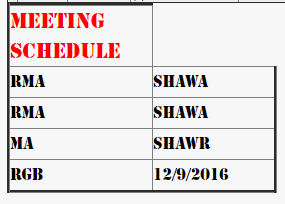 MEETING
SCHEDULE
RMA SHAWA
RMA SHAWA
MA SHAWR
RGB 12/9/2016